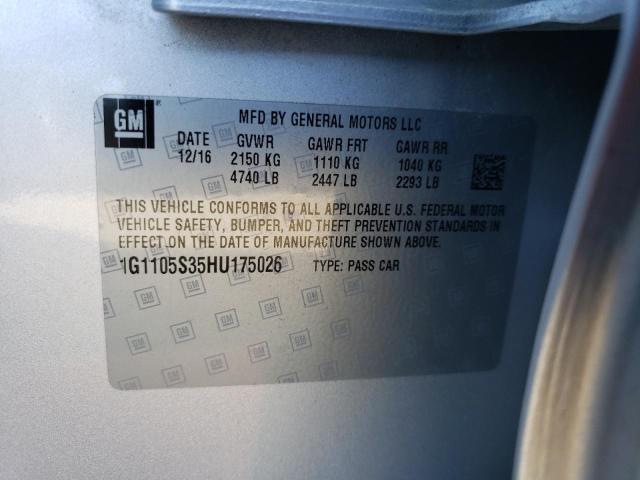 GM
MFD BY GENERAL MOTORS LLC
DATE GVWR GAWR FRT GAWR RR
12/16 2150 KG 1110 KG 1040 KG
4740 LB 2447 LB 2293 LB
THIS VEHICLE CONFORMS TO ALL APPLICABLE U.S. FEDERAL MOTOR
VEHICLE SAFETY, BUMPER, AND THEFT PREVENTION STANDARDS IN
EFFECT ON THE DATE OF MANUFACTURE SHOWN ABOVE.
1G1105S35HU175026 TYPE: PASS CAR